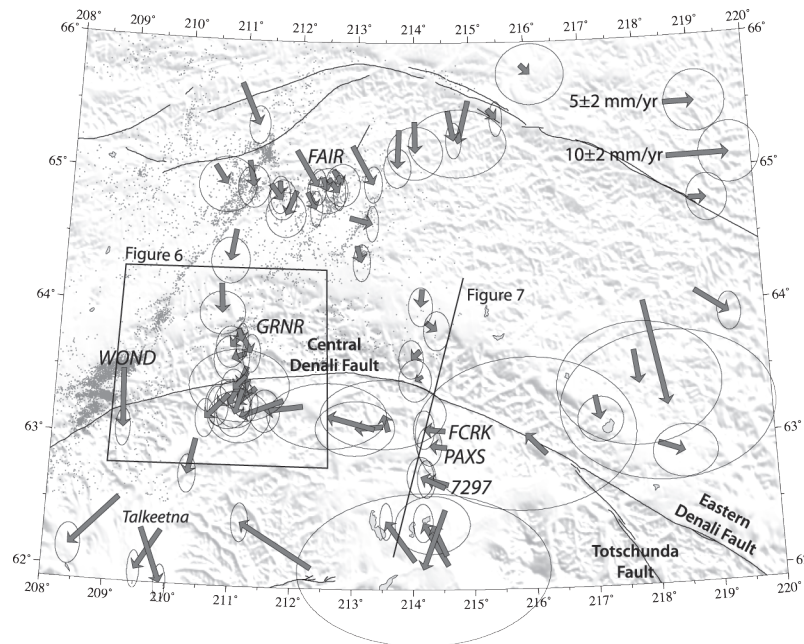 208° 209° 210° 211° 212° 213° 214° 215° 216° 217° 218° 219° 220°
66° 66°
5±2 mm/yr
FAIR
10±2 mm/yr
65° 65°
Figure 6
64° 64°
Figure 7
GRNR
Central
Denali Fault
WOND
63° 63°
FCRK
PAXS
7297
Eastern
Denali Fault
Talkeetna
Totschunda
Fault
62° 62°
208° 209° 210° 211° 212° 213° 214° 215° 216° 217° 218° 219° 220°